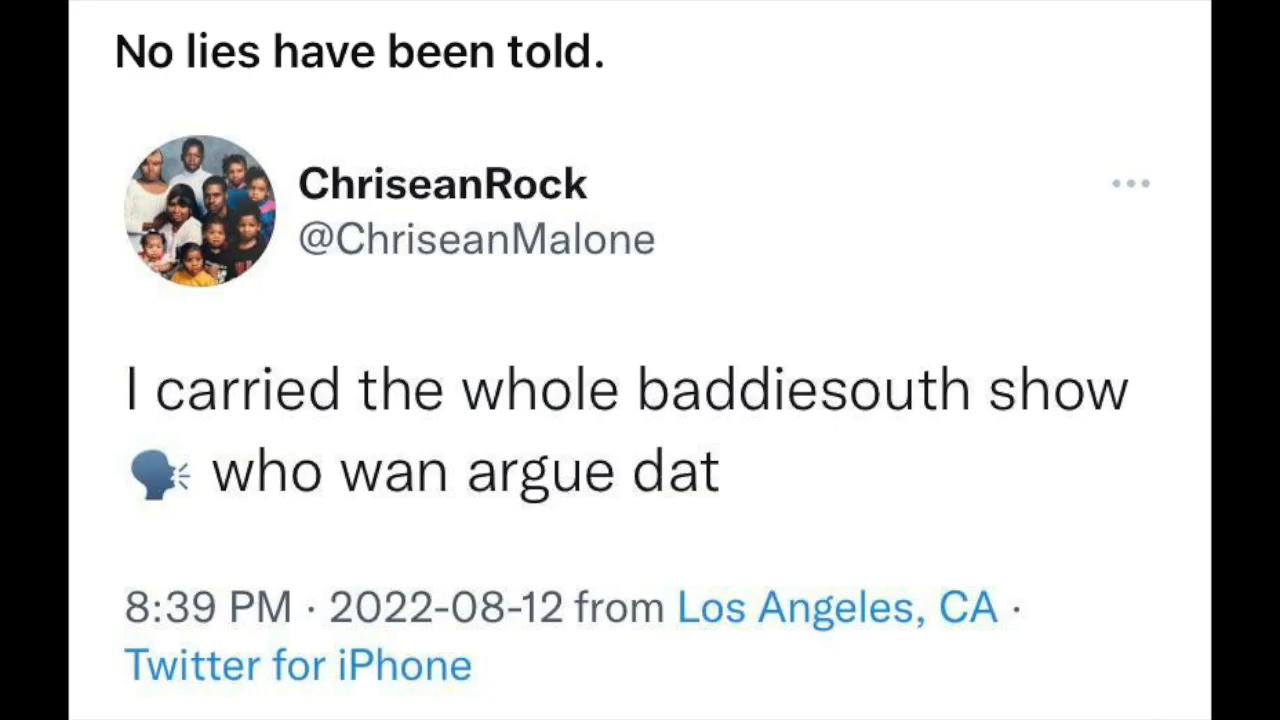 No lies have been told.
ChriseanRock
@ChriseanMalone
I carried the whole baddiesouth show
🗣 who wan argue dat
8:39 PM · 2022-08-12 from Los Angeles, CA ·
Twitter for iPhone